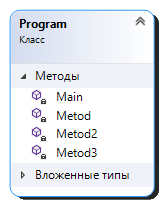 Program
Класс
Методы
Main
Metod
Metod2
Metod3
Вложенные типы